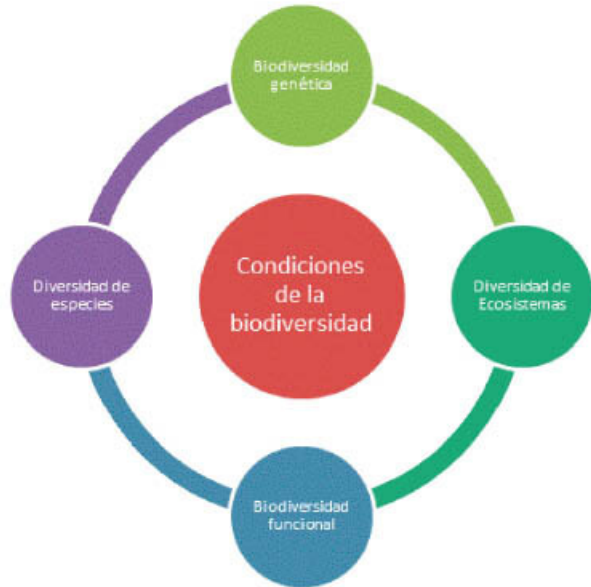 Biodiversidad
genética
Diversidad de
especies
Condiciones
de la
biodiversidad
Diversidad de
Ecosistemas
Biodiversidad
funcional